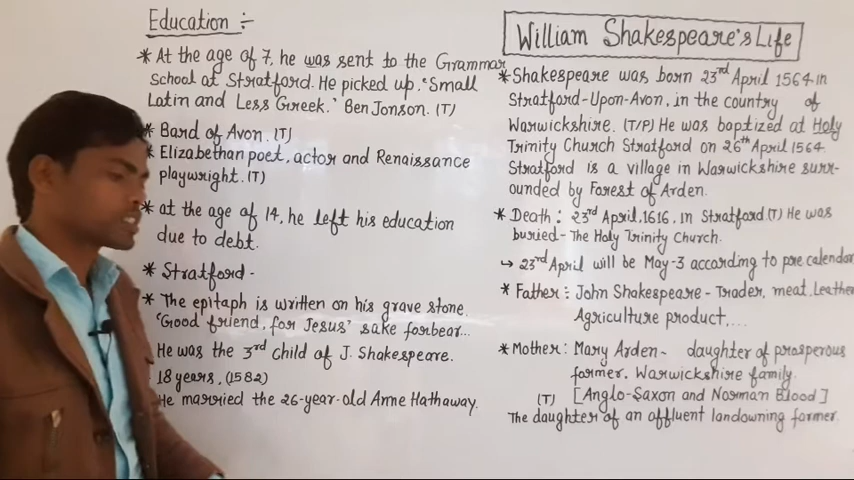 Education :-
* At the age of 7, he was sent to the Grammar
School at Stratford. He picked up. 'Small
Latin and Less Greek.' Ben Jonson. (T)
* Bard of Avon. (T)
* Elizabethan poet, actor and Renaissance
playwright. (T)
* at the age of 14, he left his education
due to debt.
* Stratford -
* The epitaph is written on his grave stone.
'Good friend, for Jesus' sake forbear...
He was the 3rd child of J. Shakespeare.
18 years, (1582)
He married the 26-year-old Anne Hathaway.
William Shakespeare's Life
* Shakespeare was born 23rd April 1564 in
Stratford-Upon-Avon, in the country of
Warwickshire. (T/P) He was baptized at Holy
Trinity Church Stratford on 26th April 1564.
Stratford is a village in Warwickshire surr-
ounded by Forest of Arden.
* Death : 23rd April, 1616, in Stratford (T) He was
buried - The Holy Trinity Church.
↳ 23rd April will be May-3 according to pre calendar
* Father : John Shakespeare - Trader, meat, Leather
Agriculture product,...
* Mother : Mary Arden - daughter of prosperous
former. Warwickshire family.
(T) [Anglo-Saxon and Norman Blood]
The daughter of an affluent landowning former.